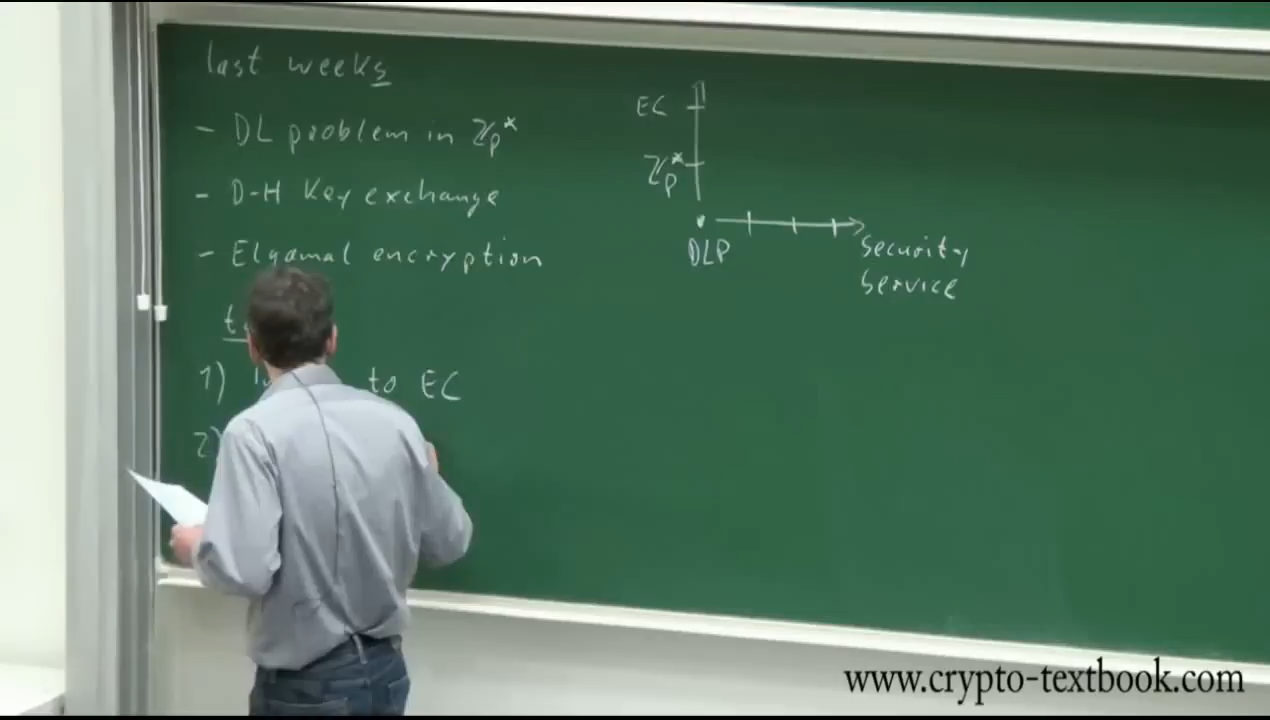 last weeks
- DL problem in ℤp*
- D-H Key exchange
- Elgamal encryption
1) to EC
2)
EC
ℤp*
DLP
Security
Service
www.crypto-textbook.com